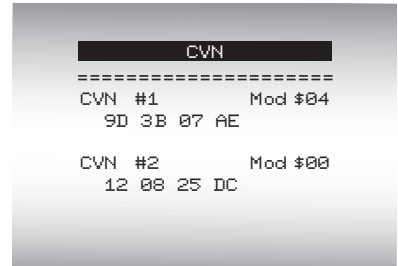 CVN
======================
CVN #1 Mod $04
9D 3B 07 AE
CVN #2 Mod $00
12 08 25 DC